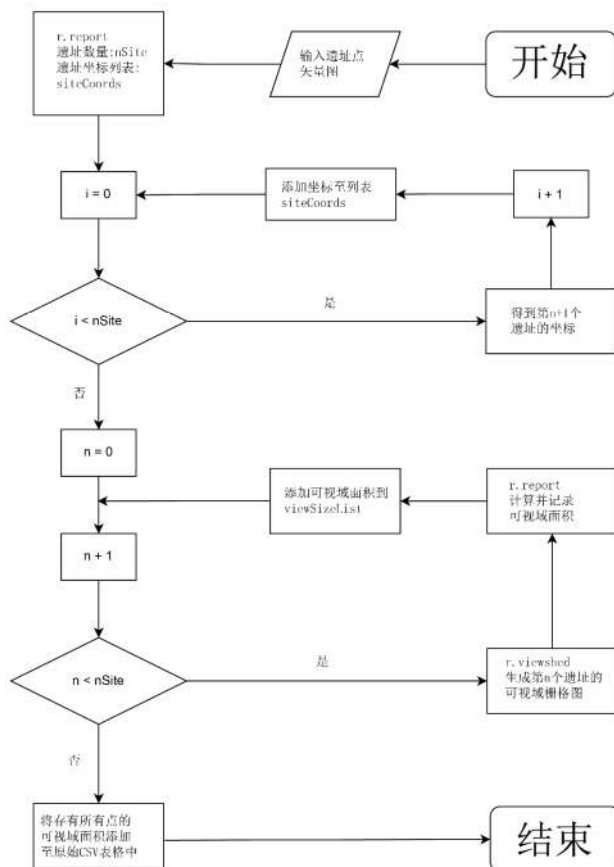 开始
输入遗址点
矢量图
r.report
遗址数量:nSite
遗址坐标列表:
siteCoords
i = 0
添加坐标至列表
siteCoords
i + 1
i < nSite
是
得到第n+1个
遗址的坐标
否
n = 0
添加可视域面积到
viewSizeList
r.report
计算并记录
可视域面积
n + 1
n < nSite
是
r.viewshed
生成第n个遗址的
可视域栅格图
否
将存有所有点的
可视域面积添加
至原始CSV表格中
结束